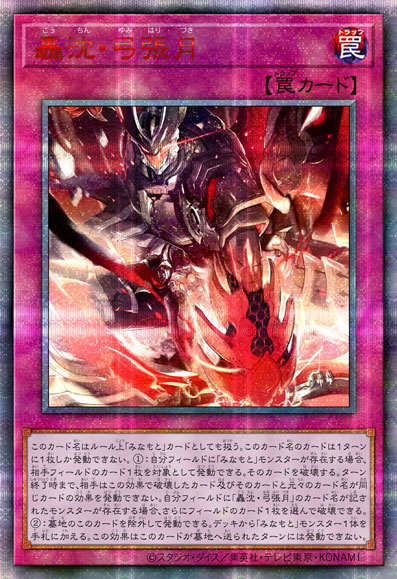 轟沈・弓張月
罠
【罠カード】
このカード名はルール上「みなもと」カードとしても扱う。このカード名のカードは1ターン
に1枚しか発動できない。①：自分フィールドに「みなもと」モンスターが存在する場合、
相手フィールドのカード1枚を対象として発動できる。そのカードを破壊する。ターン
終了時まで、相手はこの効果で破壊したカード及びそのカードと元々のカード名が同
じカードの効果を発動できない。自分フィールドに「轟沈・弓張月」のカード名が記さ
れたモンスターが存在する場合、さらにフィールドのカード1枚を選んで破壊できる。
②：墓地のこのカードを除外して発動できる。デッキから「みなもと」モンスター1体を
手札に加える。この効果はこのカードが墓地へ送られたターンには発動できない。
©スタジオ・ダイス／集英社・テレビ東京・KONAMI